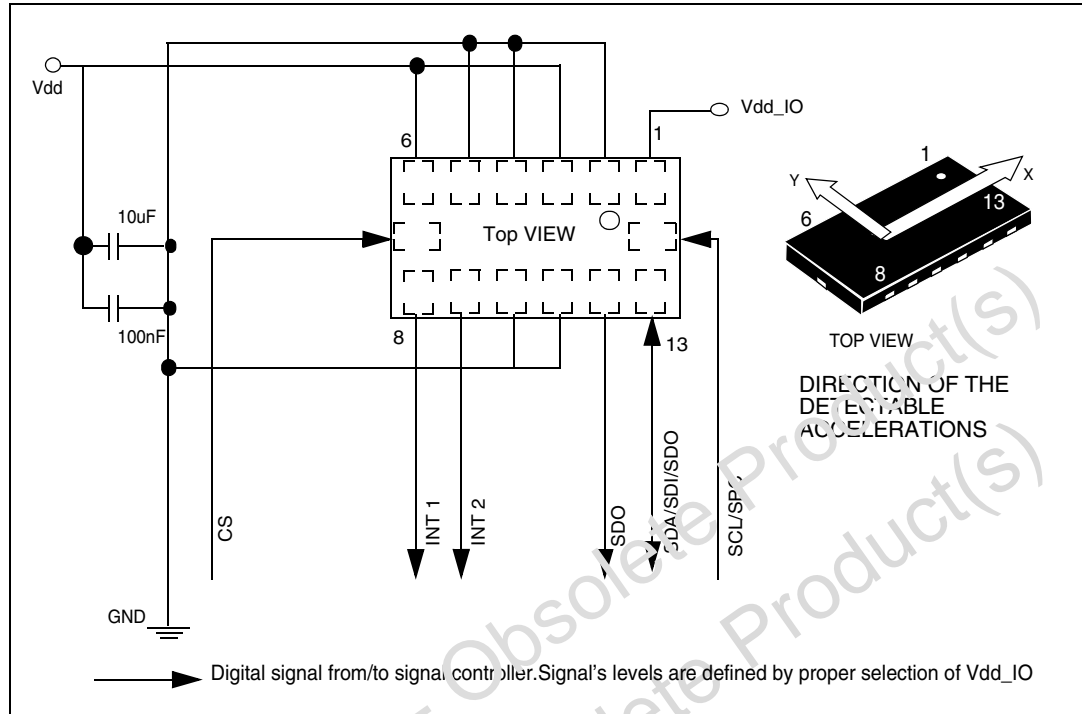 Vdd
Vdd_IO
6
1
10uF
100nF
Top VIEW
8
13
1
Y
X
6
13
8
TOP VIEW
DIRECTION OF THE
DETECTABLE
ACCELERATIONS
CS
INT 1
INT 2
SDO
SDA/SDI/SDO
SCL/SPC
GND
Digital signal from/to signal controller.Signal's levels are defined by proper selection of Vdd_IO
Obsolete Product(s)
Obsolete Product(s)